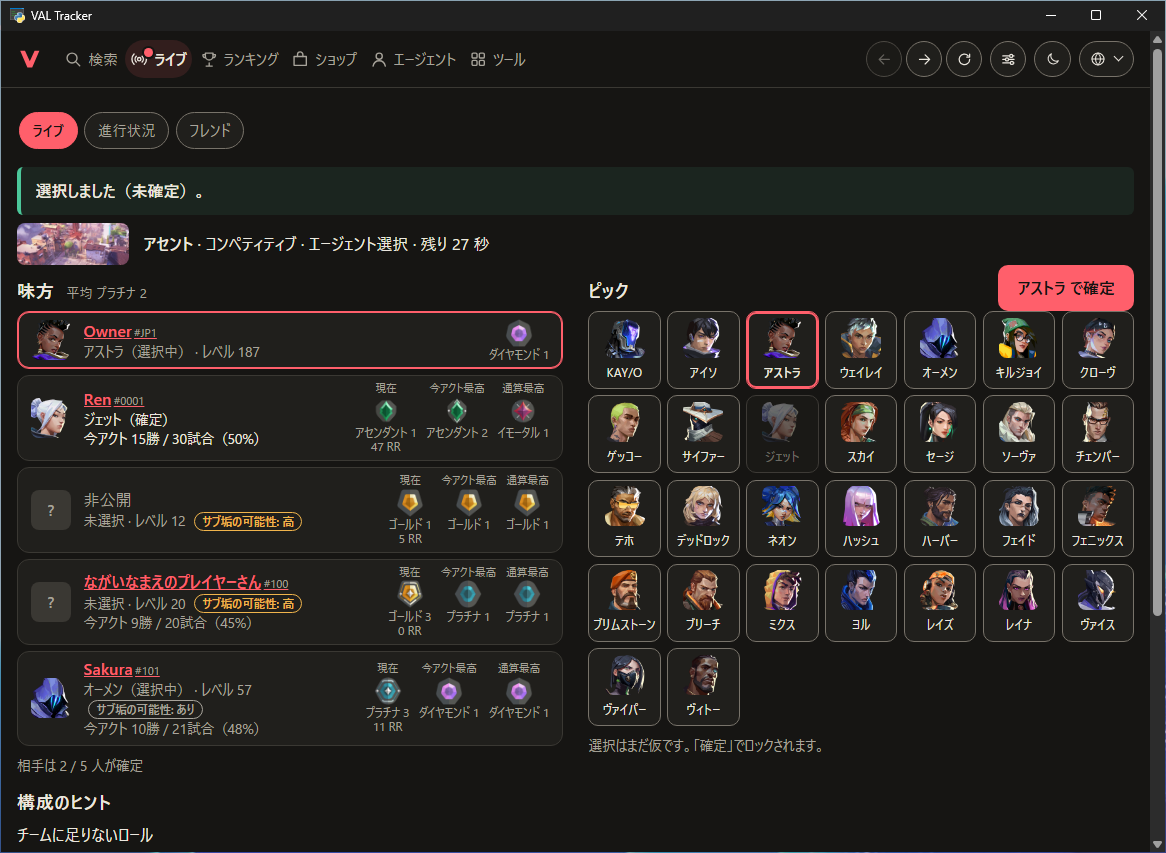 VAL Tracker
検索
ライブ
ランキング
ショップ
エージェント
ツール
ライブ
進行状況
フレンド
選択しました（未確定）。
アセント · コンペティティブ · エージェント選択 · 残り 27 秒
味方 平均 プラチナ 2
Owner #JP1
アストラ（選択中） · レベル 187
ダイヤモンド 1
Ren #0001
ジェット（確定）
今アクト 15勝 / 30試合（50%）
現在 今アクト最高 通算最高
アセンダント 1 アセンダント 2 イモータル 1
47 RR
?
非公開
未選択 · レベル 12 サブ垢の可能性: 高
現在 今アクト最高 通算最高
ゴールド 1 ゴールド 1 ゴールド 1
5 RR
?
ながいなまえのプレイヤーさん #100
未選択 · レベル 20 サブ垢の可能性: 高
今アクト 9勝 / 20試合（45%）
現在 今アクト最高 通算最高
ゴールド 3 プラチナ 1 プラチナ 1
0 RR
Sakura #101
オーメン（選択中） · レベル 57
サブ垢の可能性: あり
今アクト 10勝 / 21試合（48%）
現在 今アクト最高 通算最高
プラチナ 3 ダイヤモンド 1 ダイヤモンド 1
11 RR
相手は 2 / 5 人が確定
構成のヒント
チームに足りないロール
ピック
アストラ で確定
KAY/O アイソ アストラ ウェイレイ オーメン キルジョイ クローヴ
ゲッコー サイファー ジェット スカイ セージ ソーヴァ チェンバー
テホ デッドロック ネオン ハッシュ ハーバー フェイド フェニックス
ブリムストーン ブリーチ ミクス ヨル レイズ レイナ ヴァイス
ヴァイパー ヴィトー
選択はまだ仮です。「確定」でロックされます。